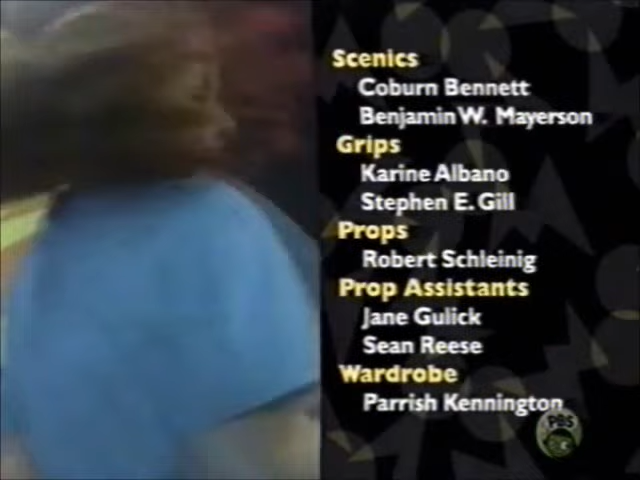 Scenics
Coburn Bennett
Benjamin W. Mayerson
Grips
Karine Albano
Stephen E. Gill
Props
Robert Schleinig
Prop Assistants
Jane Gulick
Sean Reese
Wardrobe
Parrish Kennington
PBS